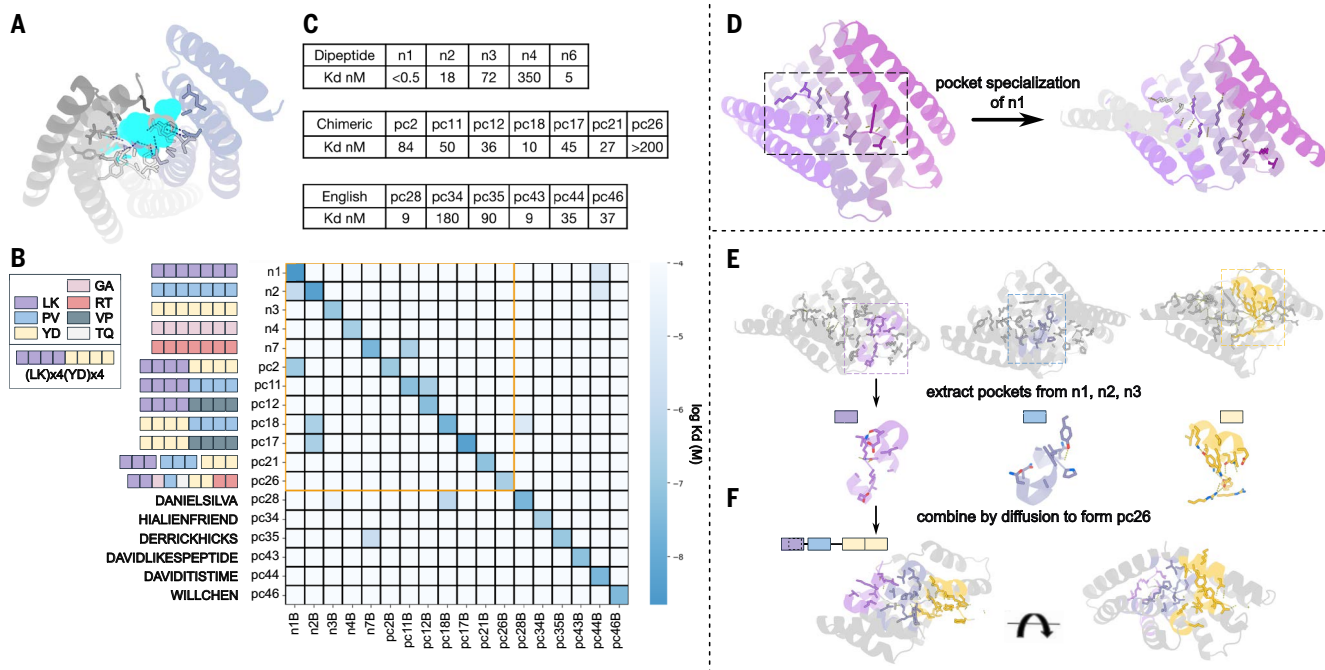 A
C
Dipeptide n1 n2 n3 n4 n6
Kd nM <0.5 18 72 350 5
Chimeric pc2 pc11 pc12 pc18 pc17 pc21 pc26
Kd nM 84 50 36 10 45 27 >200
English pc28 pc34 pc35 pc43 pc44 pc46
Kd nM 9 180 90 9 35 37
B
GA
LK RT
PV VP
YD TQ
(LK)x4(YD)x4
n1
n2
n3
n4
n7
pc2
pc11
pc12
pc18
pc17
pc21
pc26
DANIELSILVA pc28
HIALIENFRIEND pc34
DERRICKHICKS pc35
DAVIDLIKESPEPTIDE pc43
DAVIDITISTIME pc44
WILLCHEN pc46
n1B n2B n3B n4B n7B pc2B pc11B pc12B pc18B pc17B pc21B pc26B pc28B pc34B pc35B pc43B pc44B pc46B
−4
−5
−6
−7
−8
log Kd (M)
D
pocket specialization
of n1
E
extract pockets from n1, n2, n3
F
combine by diffusion to form pc26